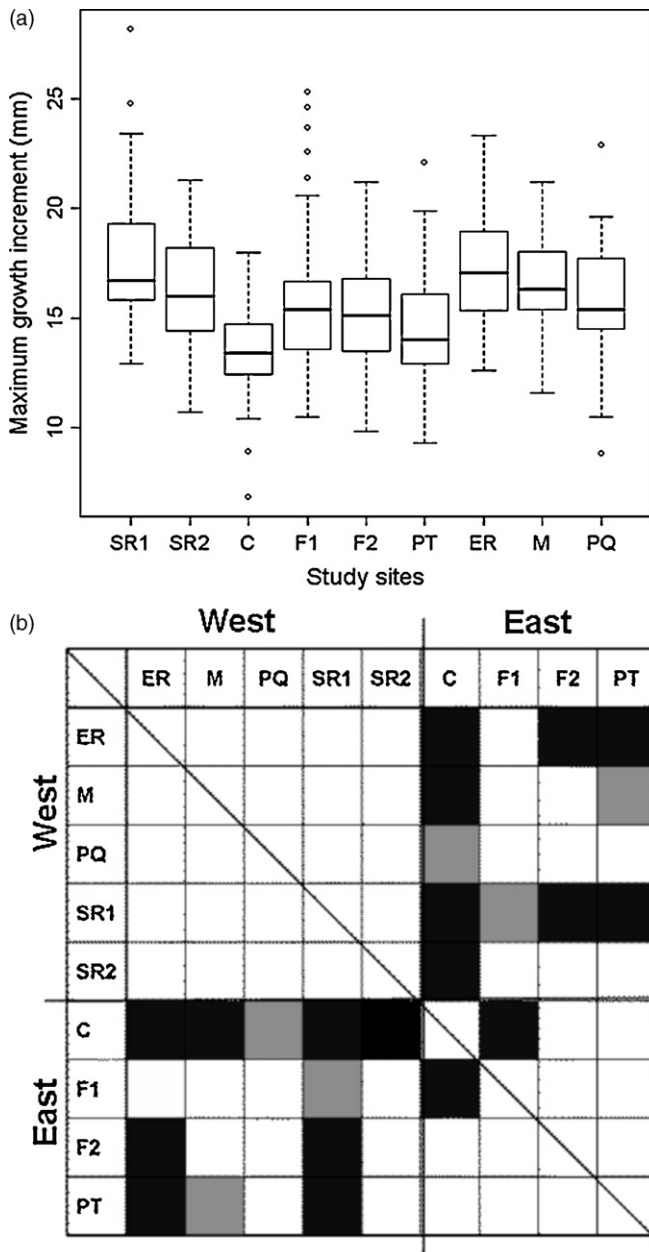 (a)
Maximum growth increment (mm)
25
20
15
10
SR1 SR2 C F1 F2 PT ER M PQ
Study sites
(b)
West East
ER M PQ SR1 SR2 C F1 F2 PT
West
ER
M
PQ
SR1
SR2
East
C
F1
F2
PT